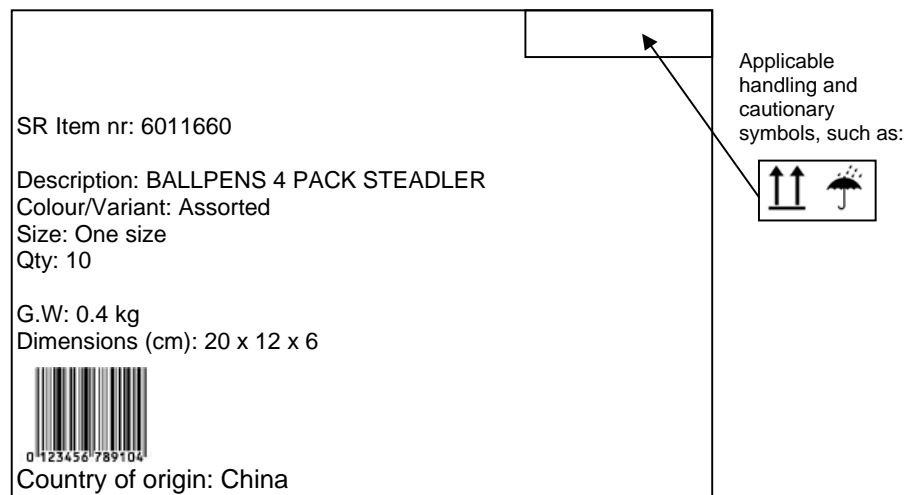 Applicable
handling and
cautionary
symbols, such as:
SR Item nr: 6011660
Description: BALLPENS 4 PACK STEADLER
Colour/Variant: Assorted
Size: One size
Qty: 10
G.W: 0.4 kg
Dimensions (cm): 20 x 12 x 6
0 123456 789104
Country of origin: China